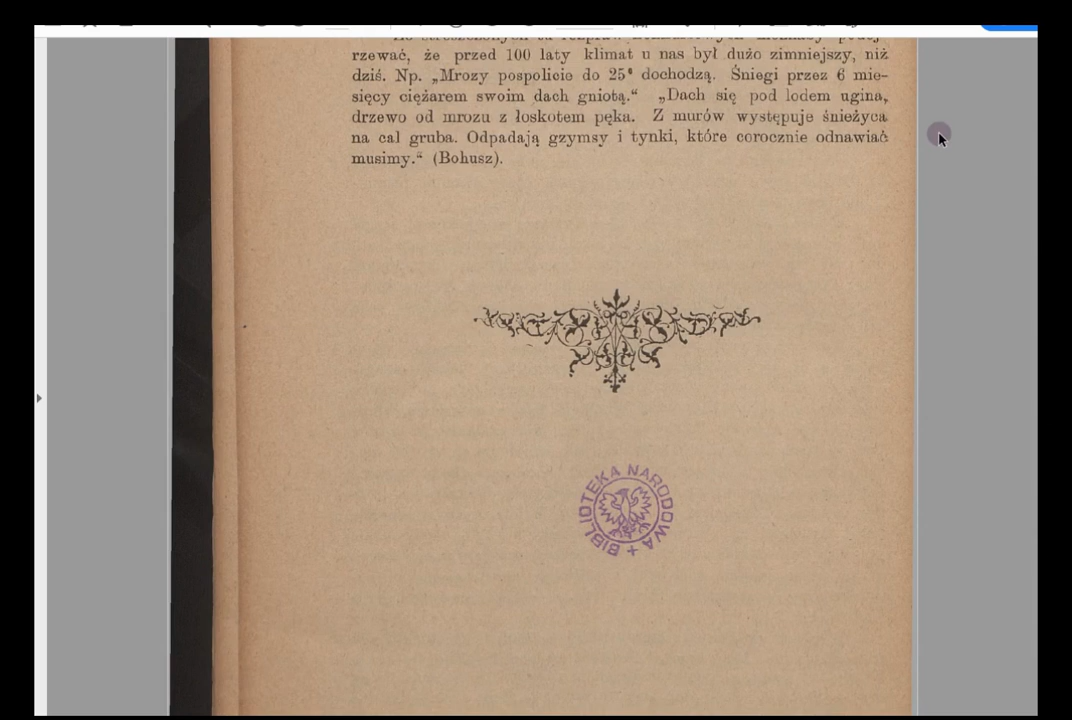 rzewać, że przed 100 laty klimat u nas był dużo zimniejszy, niż
dziś. Np. „Mrozy pospolicie do 25° dochodzą. Śniegi przez 6 mie-
sięcy ciężarem swoim dach gniotą.“ „Dach się pod lodem ugina,
drzewo od mrozu z łoskotem pęka. Z murów występuje śnieżyca
na cal gruba. Odpadają gzymsy i tynki, które corocznie odnawiać
musimy.“ (Bohusz).
BIBLIOTEKA NARODOWA +